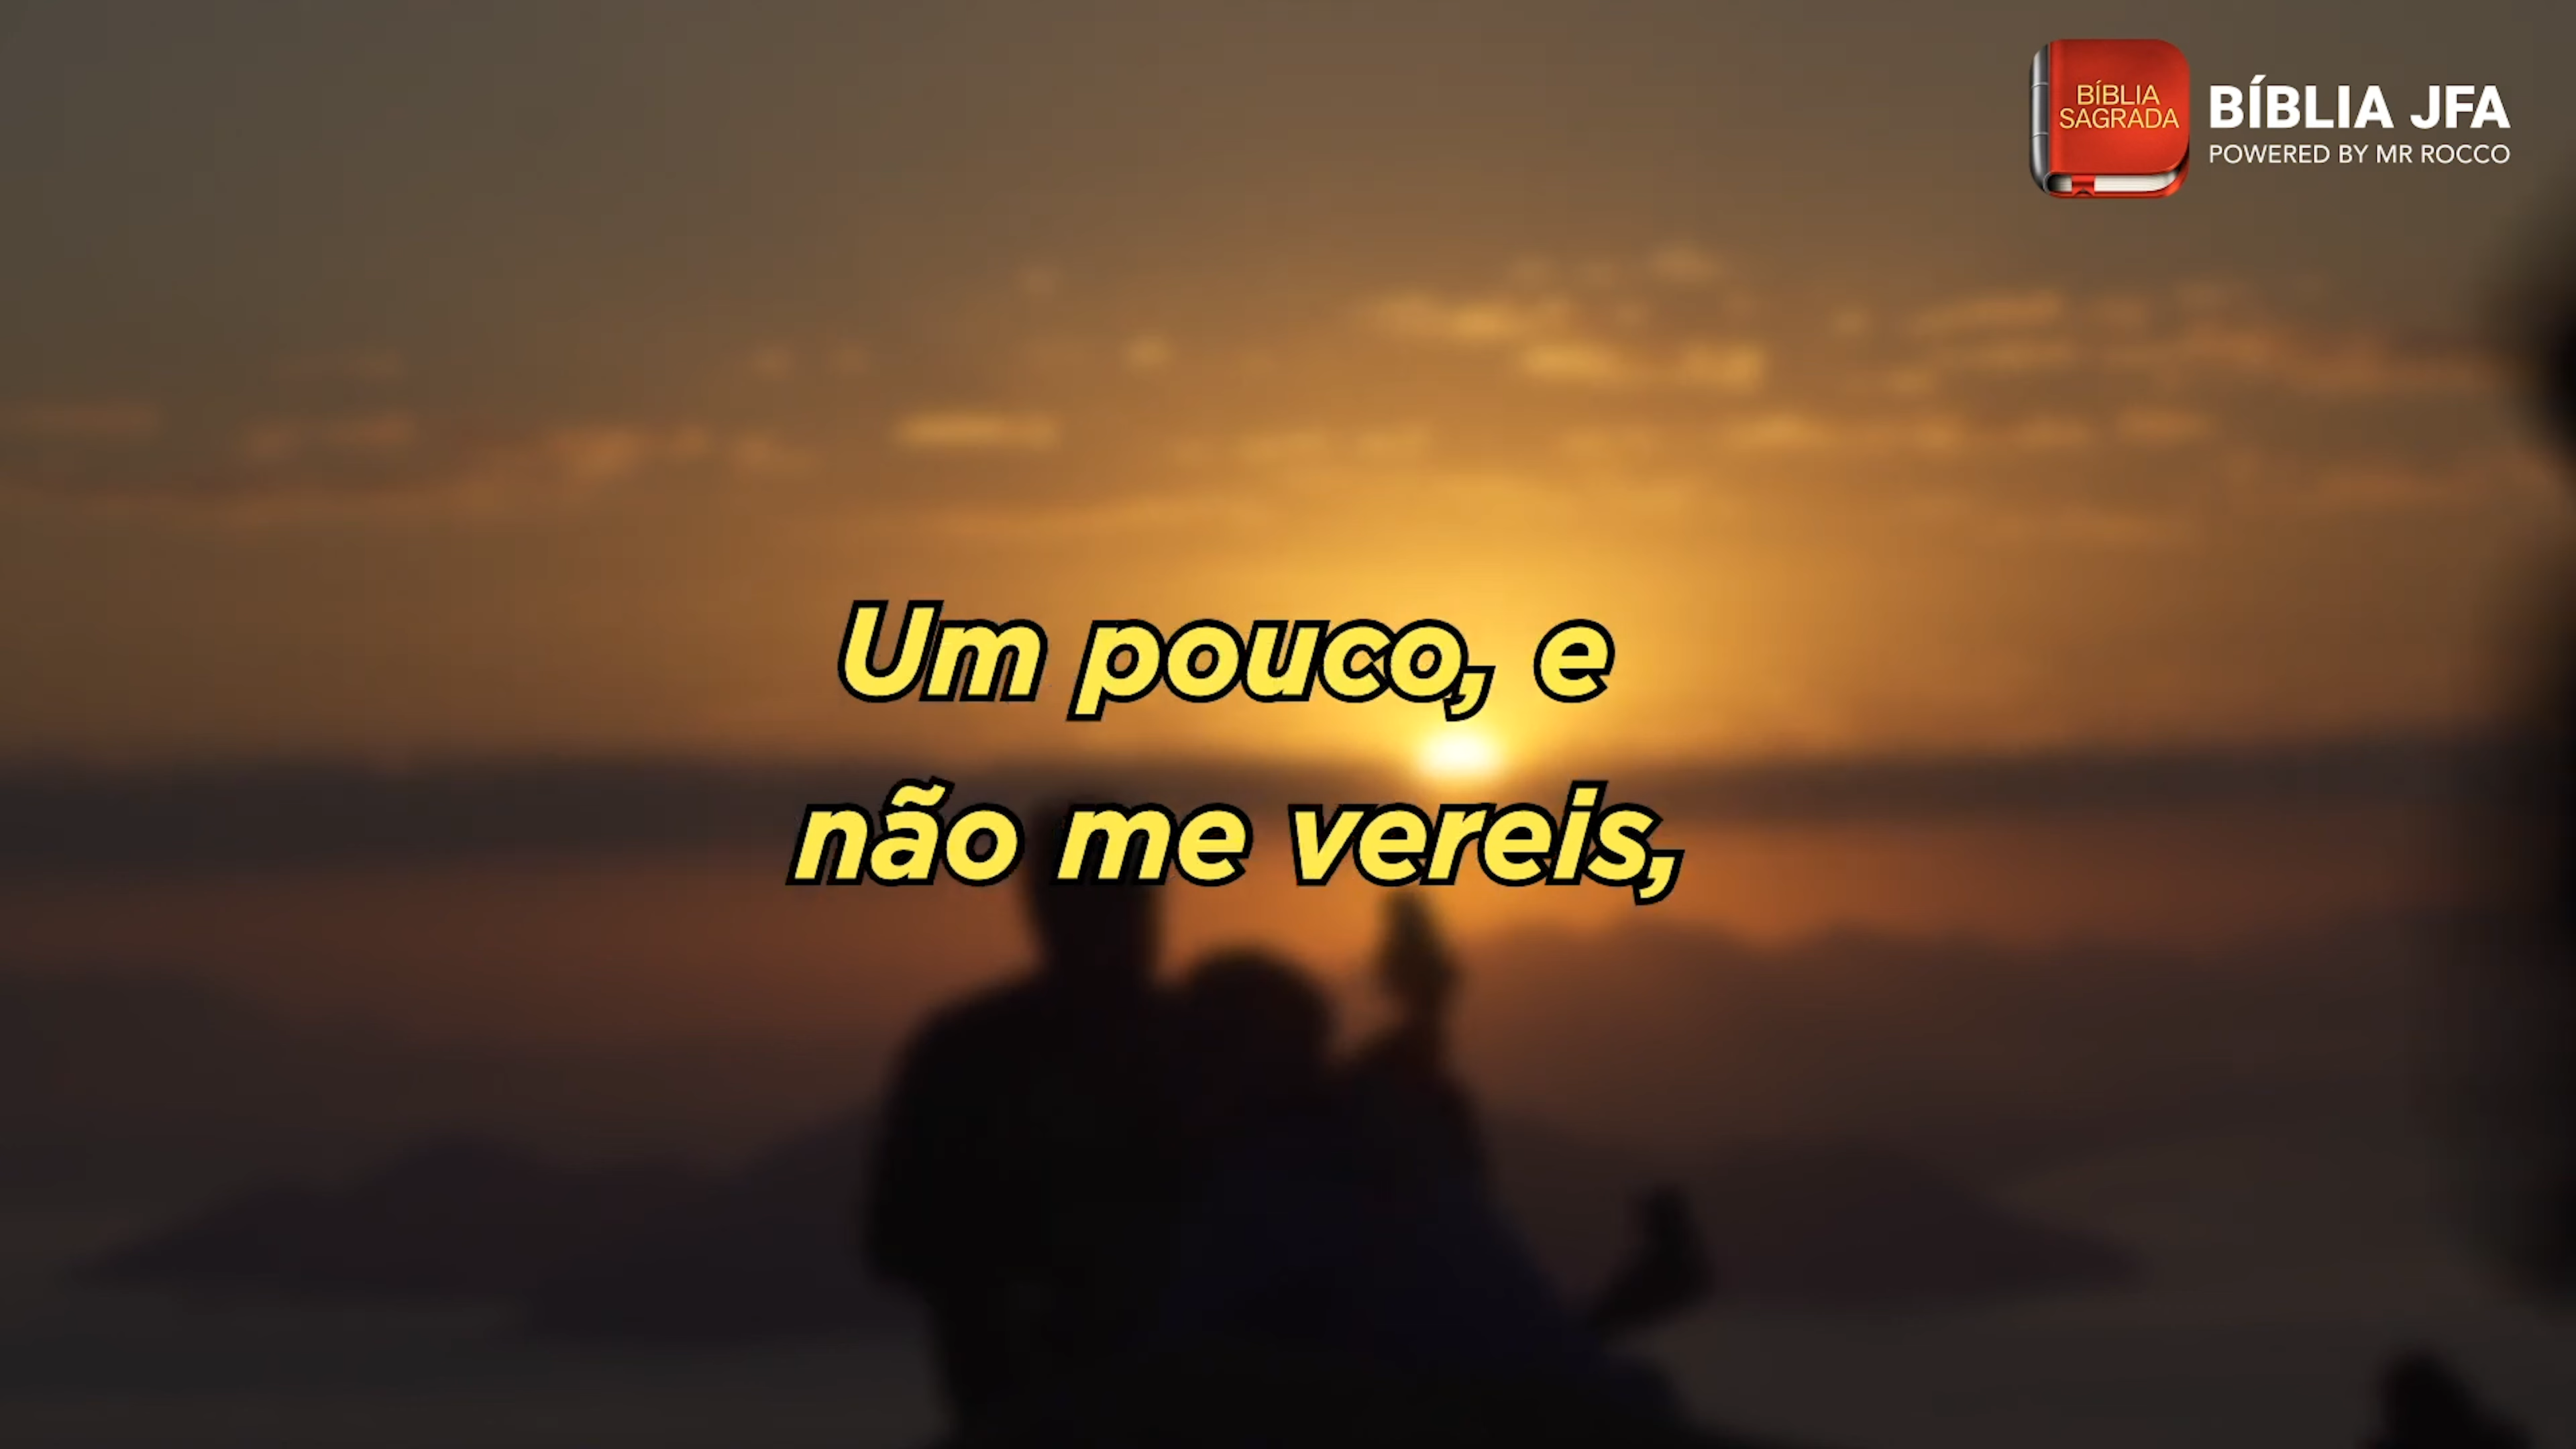 BÍBLIA
SAGRADA
BÍBLIA JFA
POWERED BY MR ROCCO
Um pouco, e
não me vereis,